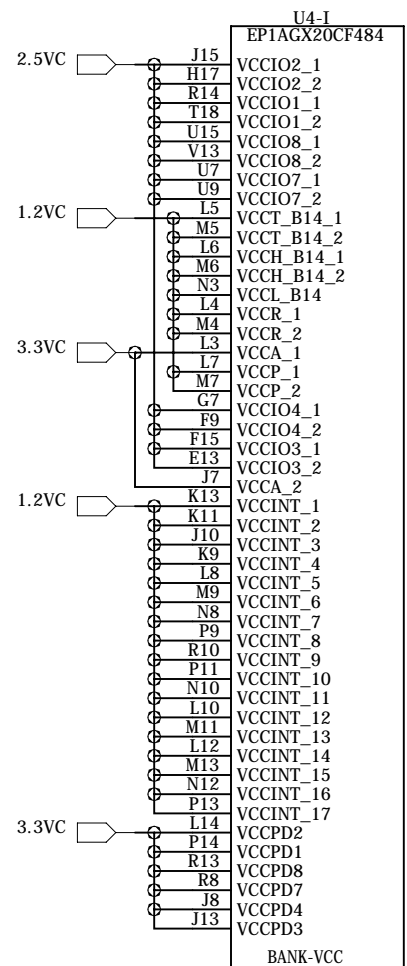 U4-I
EP1AGX20CF484
2.5VC J15 VCCIO2_1
H17 VCCIO2_2
R14 VCCIO1_1
T18 VCCIO1_2
U15 VCCIO8_1
V13 VCCIO8_2
U7 VCCIO7_1
U9 VCCIO7_2
1.2VC L5 VCCT_B14_1
M5 VCCT_B14_2
L6 VCCH_B14_1
M6 VCCH_B14_2
N3 VCCL_B14
L4 VCCR_1
M4 VCCR_2
3.3VC L3 VCCA_1
L7 VCCP_1
M7 VCCP_2
G7 VCCIO4_1
F9 VCCIO4_2
F15 VCCIO3_1
E13 VCCIO3_2
J7 VCCA_2
1.2VC K13 VCCINT_1
K11 VCCINT_2
J10 VCCINT_3
K9 VCCINT_4
L8 VCCINT_5
M9 VCCINT_6
N8 VCCINT_7
P9 VCCINT_8
R10 VCCINT_9
P11 VCCINT_10
N10 VCCINT_11
L10 VCCINT_12
M11 VCCINT_13
L12 VCCINT_14
M13 VCCINT_15
N12 VCCINT_16
P13 VCCINT_17
3.3VC L14 VCCPD2
P14 VCCPD1
R13 VCCPD8
R8 VCCPD7
J8 VCCPD4
J13 VCCPD3
BANK-VCC